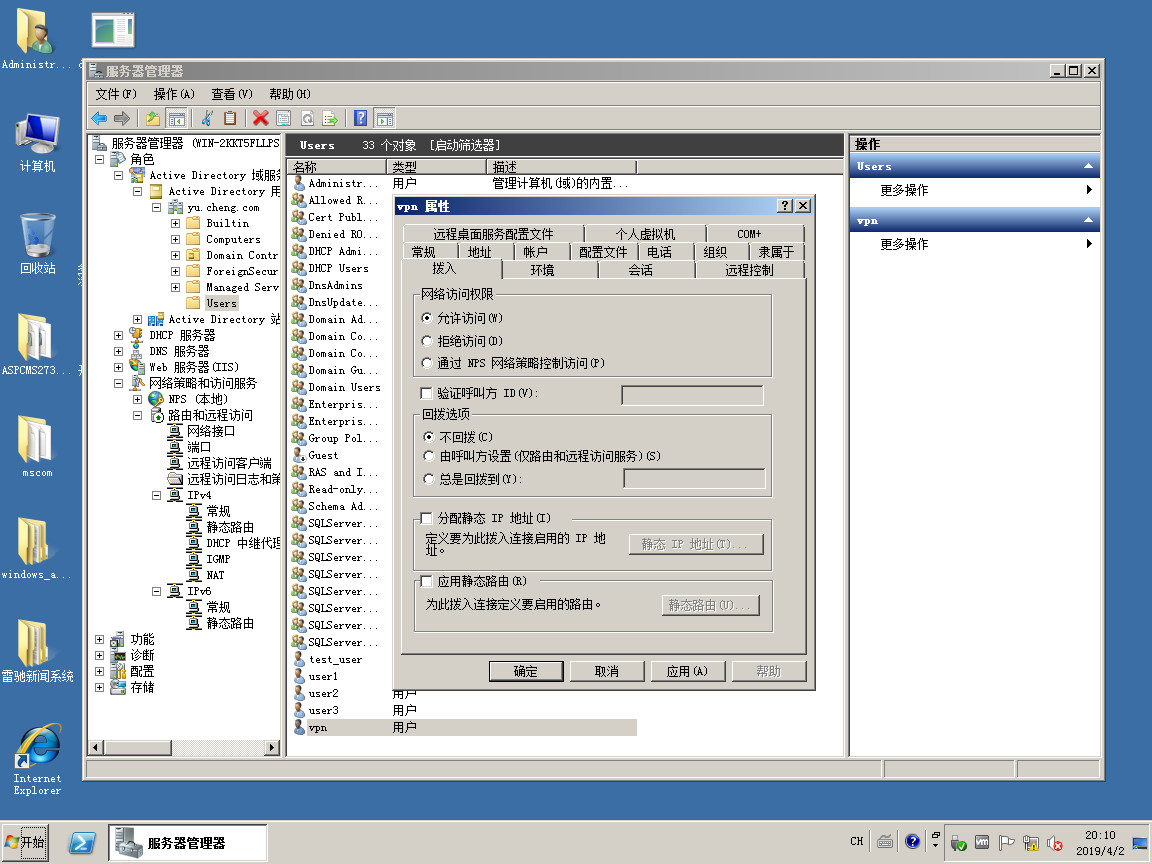 Administr...
计算机
回收站
ASPCMS273...
mscom
windows_a...
雷驰新闻系统
Internet
Explorer
服务器管理器
文件(F) 操作(A) 查看(V) 帮助(H)
服务器管理器 (WIN-2KKT5FLLPS
角色
Active Directory 域服务
Active Directory 用
yu.cheng.com
Builtin
Computers
Domain Contr
ForeignSecur
Managed Serv
Users
Active Directory 站
DHCP 服务器
DNS 服务器
Web 服务器(IIS)
网络策略和访问服务
NPS (本地)
路由和远程访问
网络接口
端口
远程访问客户端
远程访问日志和策
IPv4
常规
静态路由
DHCP 中继代理
IGMP
NAT
IPv6
常规
静态路由
功能
诊断
配置
存储
Users 33 个对象 [启动筛选器]
名称 类型 描述
Administr... 用户 管理计算机(域)的内置...
Allowed R...
Cert Publ...
Denied RO...
DHCP Admi...
DHCP Users
DnsAdmins
DnsUpdate...
Domain Ad...
Domain Co...
Domain Co...
Domain Gu...
Domain Users
Enterpris...
Enterpris...
Group Pol...
Guest
RAS and I...
Read-only...
Schema Ad...
SQLServer...
SQLServer...
SQLServer...
SQLServer...
SQLServer...
SQLServer...
SQLServer...
SQLServer...
test_user
user1
user2 用户
user3 用户
vpn 用户
vpn 属性
远程桌面服务配置文件 个人虚拟机 COM+
常规 地址 帐户 配置文件 电话 组织 隶属于
拨入 环境 会话 远程控制
网络访问权限
允许访问(W)
拒绝访问(D)
通过 NPS 网络策略控制访问(P)
验证呼叫方 ID(V):
回拨选项
不回拨(C)
由呼叫方设置(仅路由和远程访问服务)(S)
总是回拨到(Y):
分配静态 IP 地址(I)
定义要为此拨入连接启用的 IP 地
址。
静态 IP 地址(T)...
应用静态路由(R)
为此拨入连接定义要启用的路由。
静态路由(U)...
确定 取消 应用(A) 帮助
操作
Users
更多操作
vpn
更多操作
开始
服务器管理器
CH
20:10
2019/4/2